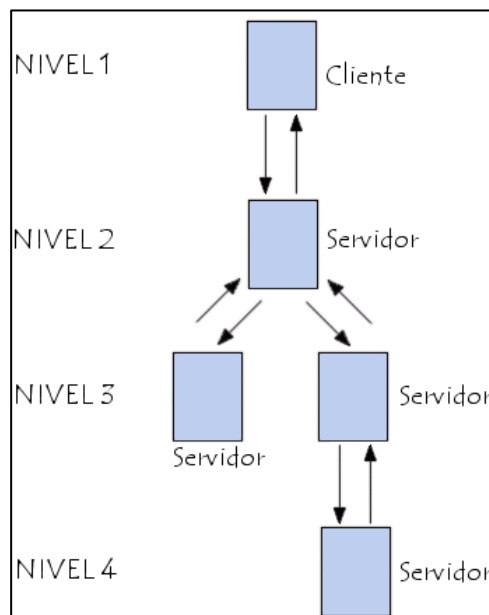 NIVEL 1
Cliente
NIVEL 2
Servidor
NIVEL 3
Servidor
Servidor
NIVEL 4
Servidor